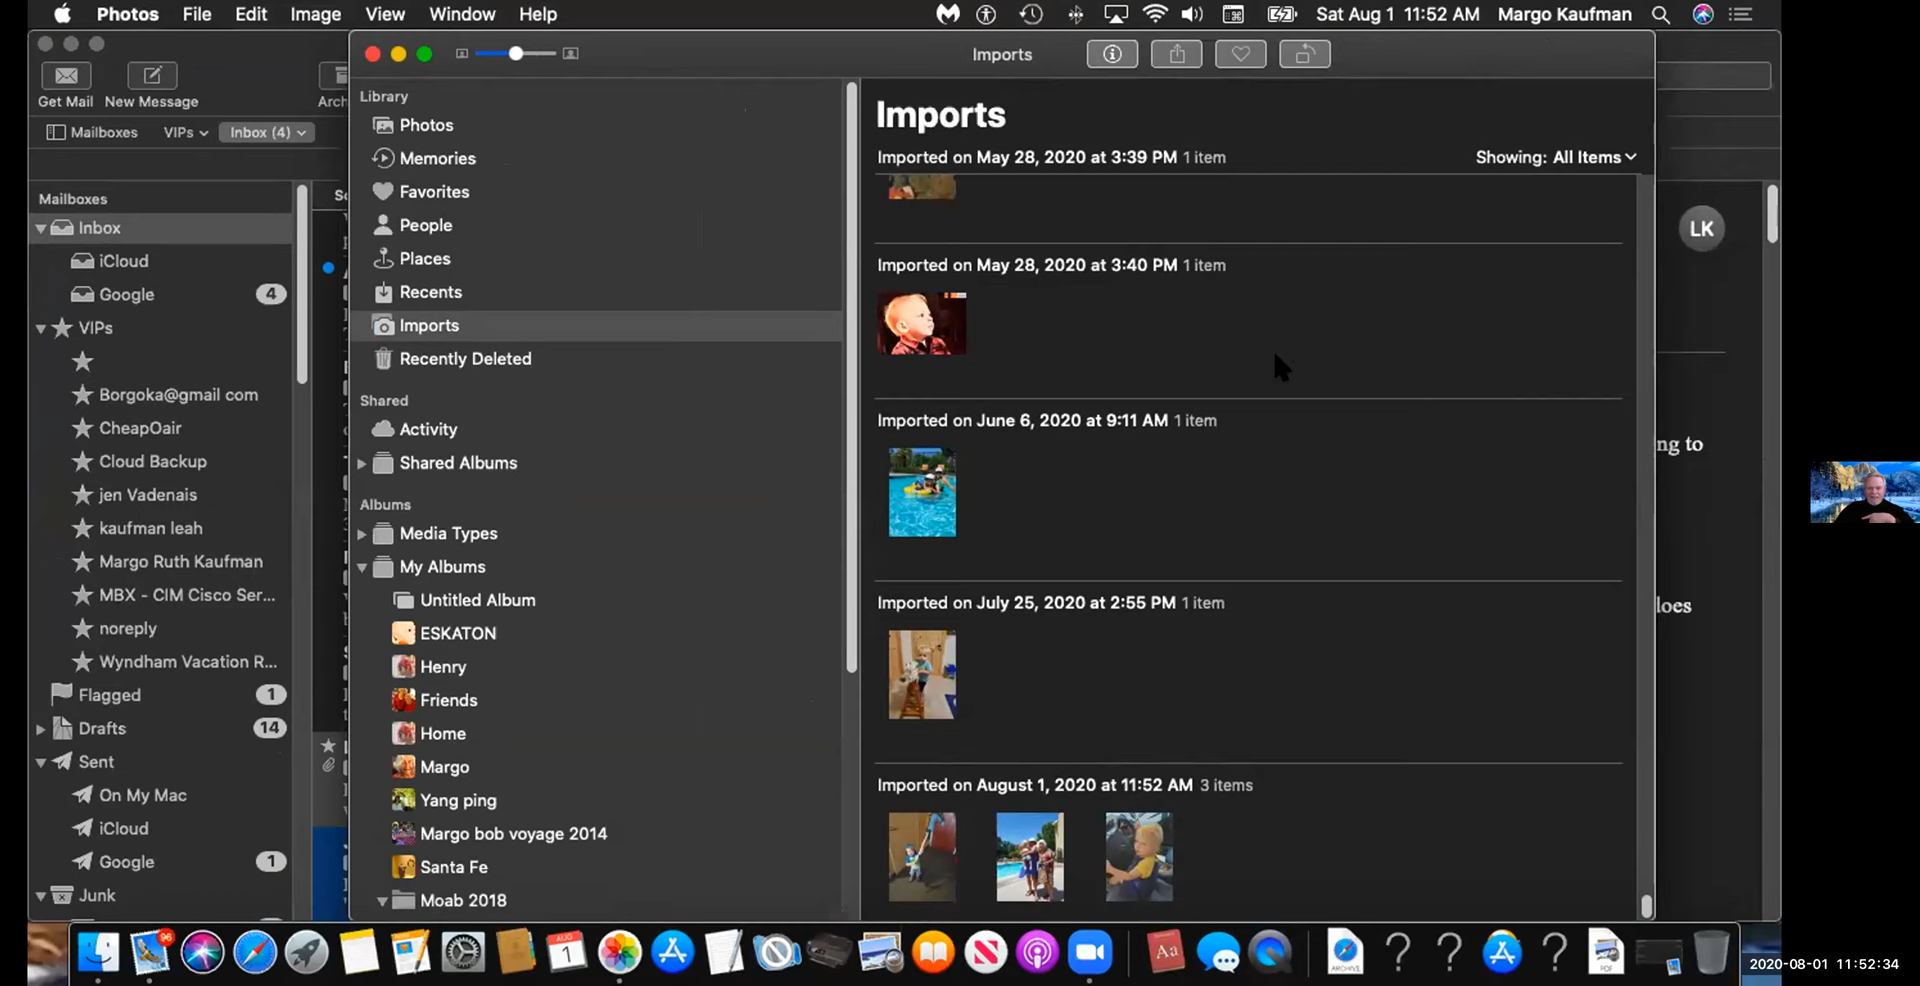 Photos File Edit Image View Window Help Sat Aug 1 11:52 AM Margo Kaufman
Get Mail New Message Arch
Mailboxes VIPs Inbox (4)
Mailboxes
Inbox
iCloud
Google 4
VIPs
Borgoka@gmail com
CheapOair
Cloud Backup
jen Vadenais
kaufman leah
Margo Ruth Kaufman
MBX - CIM Cisco Ser...
noreply
Wyndham Vacation R...
Flagged 1
Drafts 14
Sent
On My Mac
iCloud
Google 1
Junk
Library
Photos
Memories
Favorites
People
Places
Recents
Imports
Recently Deleted
Shared
Activity
Shared Albums
Albums
Media Types
My Albums
Untitled Album
ESKATON
Henry
Friends
Home
Margo
Yang ping
Margo bob voyage 2014
Santa Fe
Moab 2018
Imports
Imports
Imported on May 28, 2020 at 3:39 PM 1 item Showing: All Items
Imported on May 28, 2020 at 3:40 PM 1 item
Imported on June 6, 2020 at 9:11 AM 1 item
Imported on July 25, 2020 at 2:55 PM 1 item
Imported on August 1, 2020 at 11:52 AM 3 items
LK
ng to
loes
96
AUG
1
Aa
ARCHIVE
?
?
?
PDF
2020-08-01 11:52:34